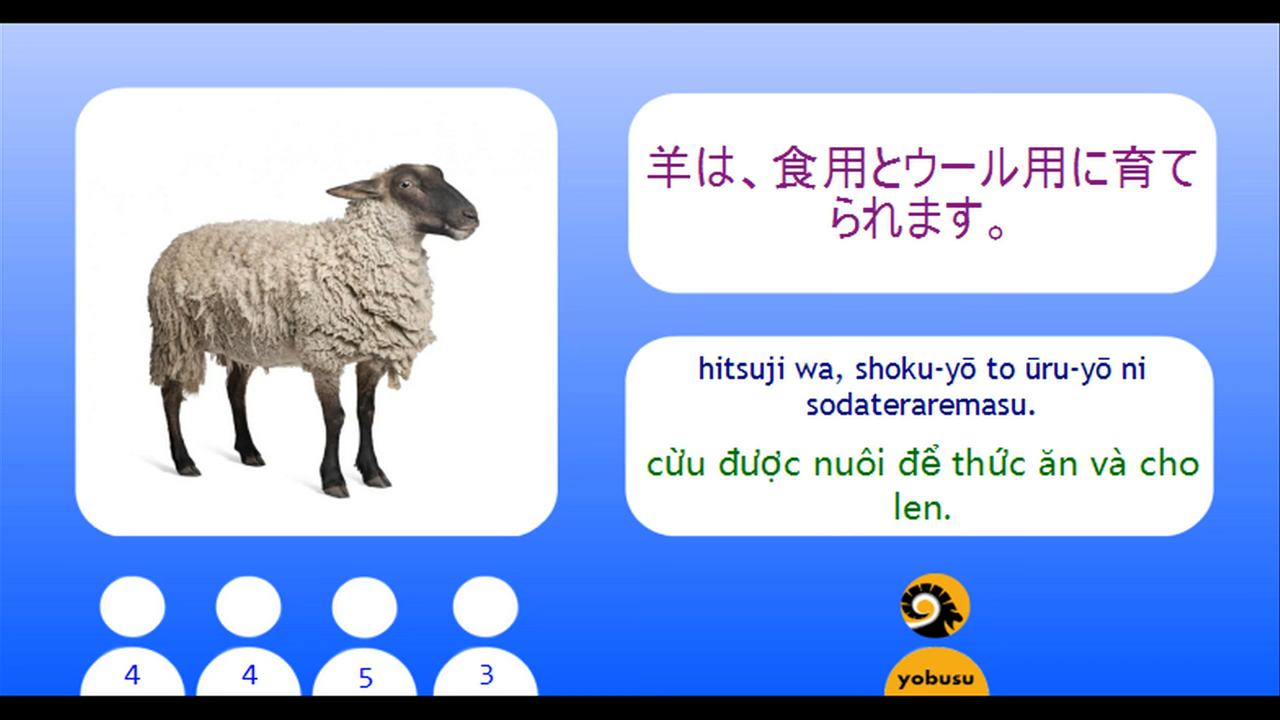 羊は、食用とウール用に育て
られます。
hitsuji wa, shoku-yō to ūru-yō ni
sodateraremasu.
cừu được nuôi để thức ăn và cho
len.
4 4 5 3
yobusu